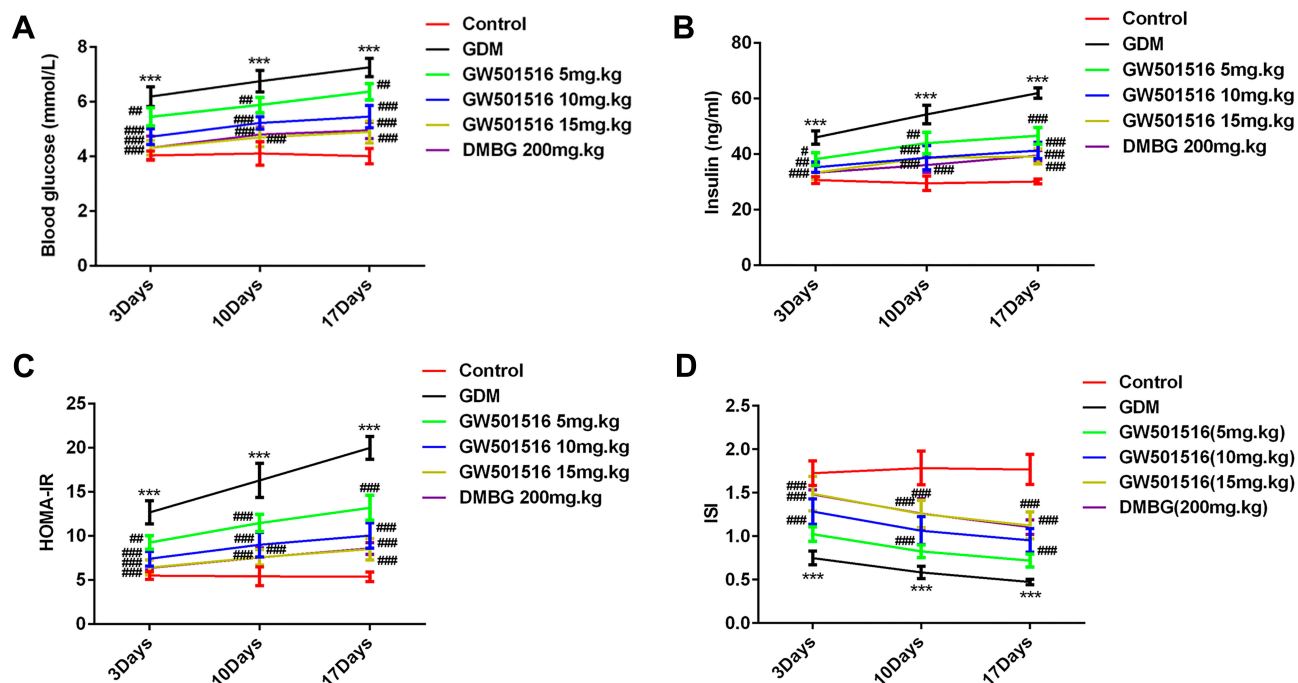 A
Blood glucose (mmol/L)
8
6
4
2
0
***
***
***
##
##
##
###
###
###
###
###
###
###
###
###
3Days
10Days
17Days
Control
GDM
GW501516 5mg.kg
GW501516 10mg.kg
GW501516 15mg.kg
DMBG 200mg.kg
B
Insulin (ng/ml)
80
60
40
20
0
***
***
***
#
##
###
##
###
###
###
###
###
###
###
3Days
10Days
17Days
Control
GDM
GW501516 5mg.kg
GW501516 10mg.kg
GW501516 15mg.kg
DMBG 200mg.kg
C
HOMA-IR
25
20
15
10
5
0
***
***
***
##
###
###
###
###
###
###
###
###
###
###
###
3Days
10Days
17Days
Control
GDM
GW501516 5mg.kg
GW501516 10mg.kg
GW501516 15mg.kg
DMBG 200mg.kg
D
ISI
2.5
2.0
1.5
1.0
0.5
0.0
###
###
###
###
###
###
###
###
###
***
***
***
3Days
10Days
17Days
Control
GDM
GW501516(5mg.kg)
GW501516(10mg.kg)
GW501516(15mg.kg)
DMBG(200mg.kg)